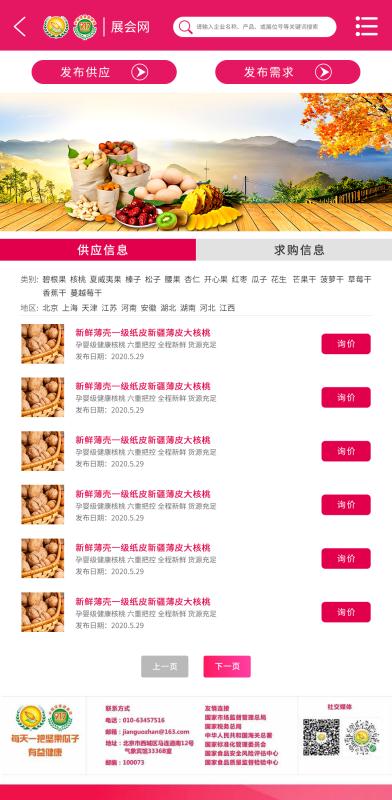 展会网
请输入企业名称、产品、或展位号等关键词搜索
发布供应
发布需求
供应信息
求购信息
类别: 碧根果 核桃 夏威夷果 榛子 松子 腰果 杏仁 开心果 红枣 瓜子 花生 芒果干 菠萝干 草莓干
香蕉干 蔓越莓干
地区: 北京 上海 天津 江苏 河南 安徽 湖北 湖南 河北 江西
新鲜薄壳一级纸皮新疆薄皮大核桃
孕婴级健康核桃 六重把控 全程新鲜 货源充足
发布日期：2020.5.29
询价
新鲜薄壳一级纸皮新疆薄皮大核桃
孕婴级健康核桃 六重把控 全程新鲜 货源充足
发布日期：2020.5.29
询价
新鲜薄壳一级纸皮新疆薄皮大核桃
孕婴级健康核桃 六重把控 全程新鲜 货源充足
发布日期：2020.5.29
询价
新鲜薄壳一级纸皮新疆薄皮大核桃
孕婴级健康核桃 六重把控 全程新鲜 货源充足
发布日期：2020.5.29
询价
新鲜薄壳一级纸皮新疆薄皮大核桃
孕婴级健康核桃 六重把控 全程新鲜 货源充足
发布日期：2020.5.29
询价
新鲜薄壳一级纸皮新疆薄皮大核桃
孕婴级健康核桃 六重把控 全程新鲜 货源充足
发布日期：2020.5.29
询价
上一页
下一页
每天一把坚果瓜子
有益健康
联系方式
电话：010-63457516
邮箱：jianguozhan@163.com
地址：北京市西城区马连道南12号
气象宾馆3336B室
邮编：100073
友情连接
国家市场监督管理总局
国家税务总局
中华人民共和国海关总署
国家标准化管理委员会
国家食品安全风险评估中心
国家食品质量监督检验中心
社交媒体